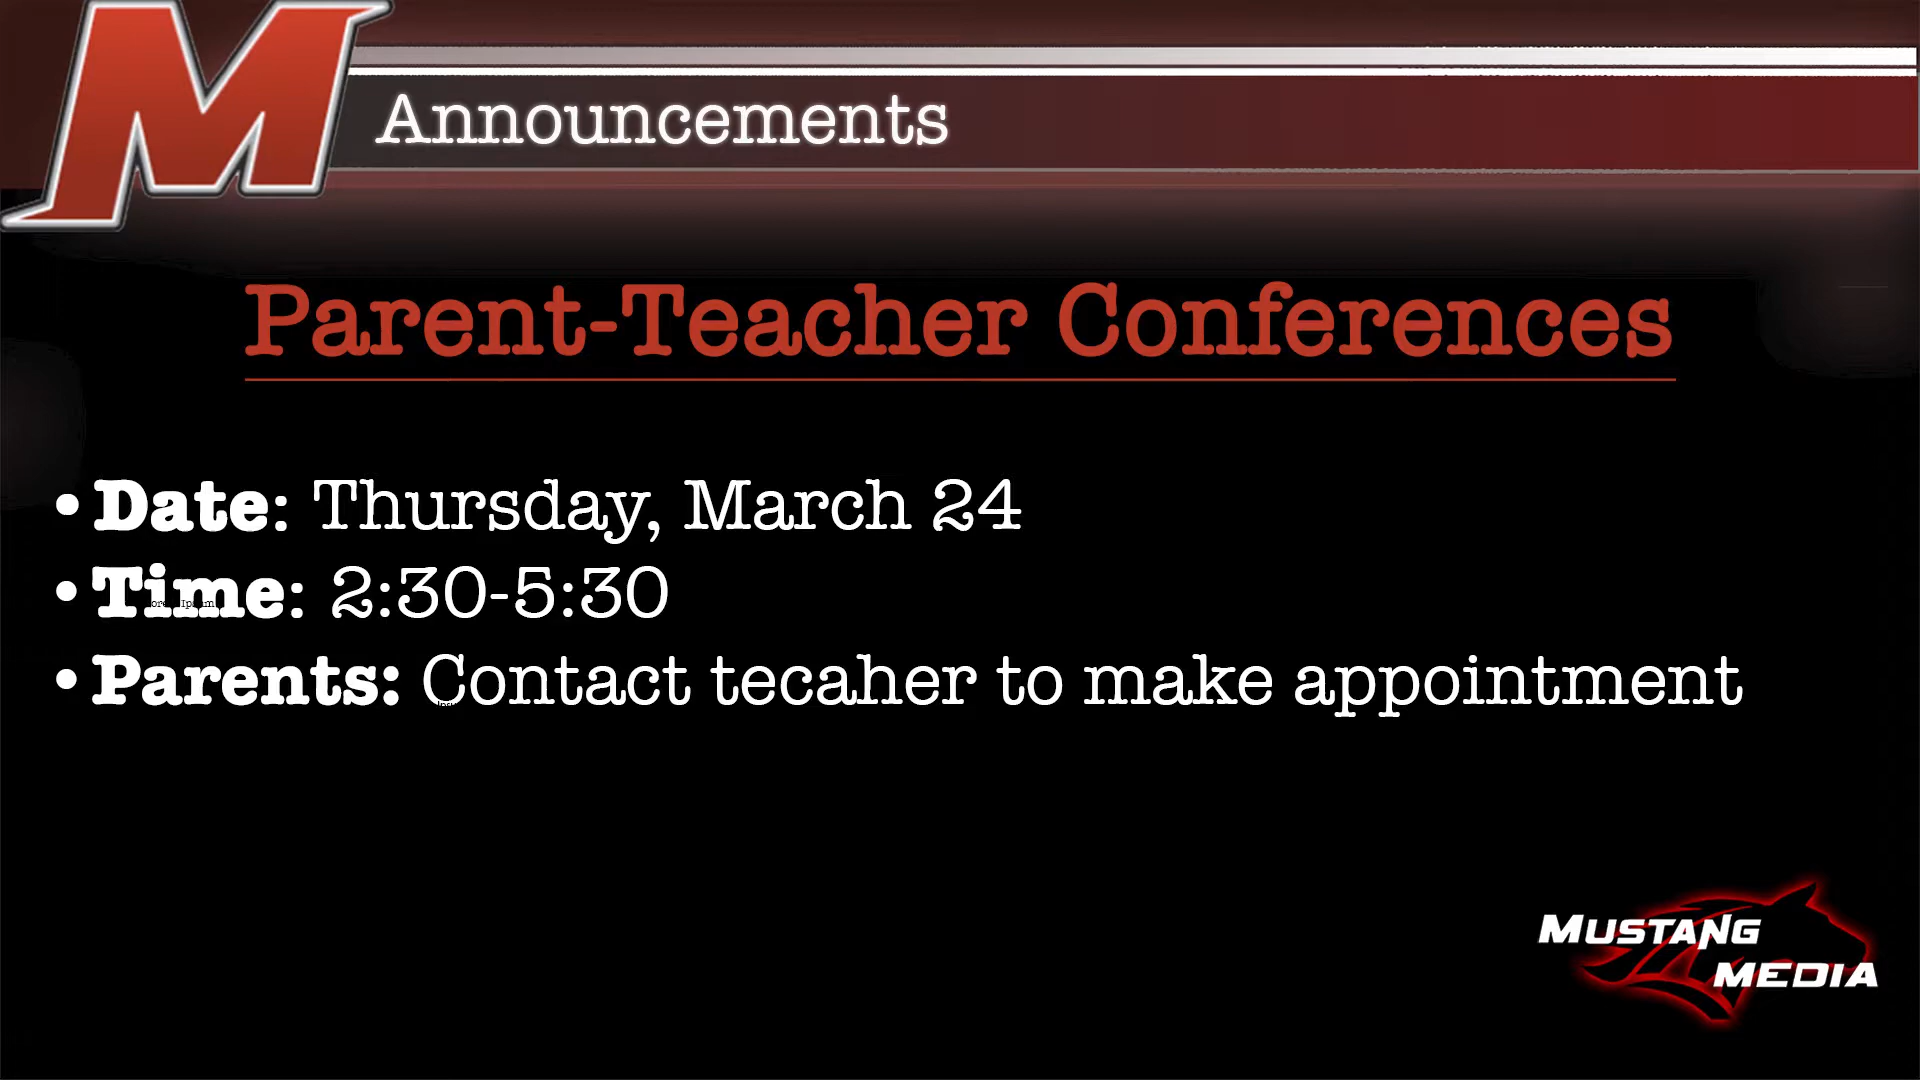 M
Announcements
Parent-Teacher Conferences
• Date: Thursday, March 24
• Time: 2:30-5:30
• Parents: Contact tecaher to make appointment
MUSTANG
MEDIA